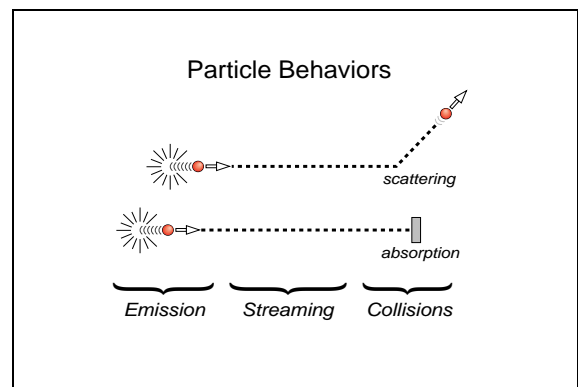 Particle Behaviors
scattering
absorption
Emission Streaming Collisions